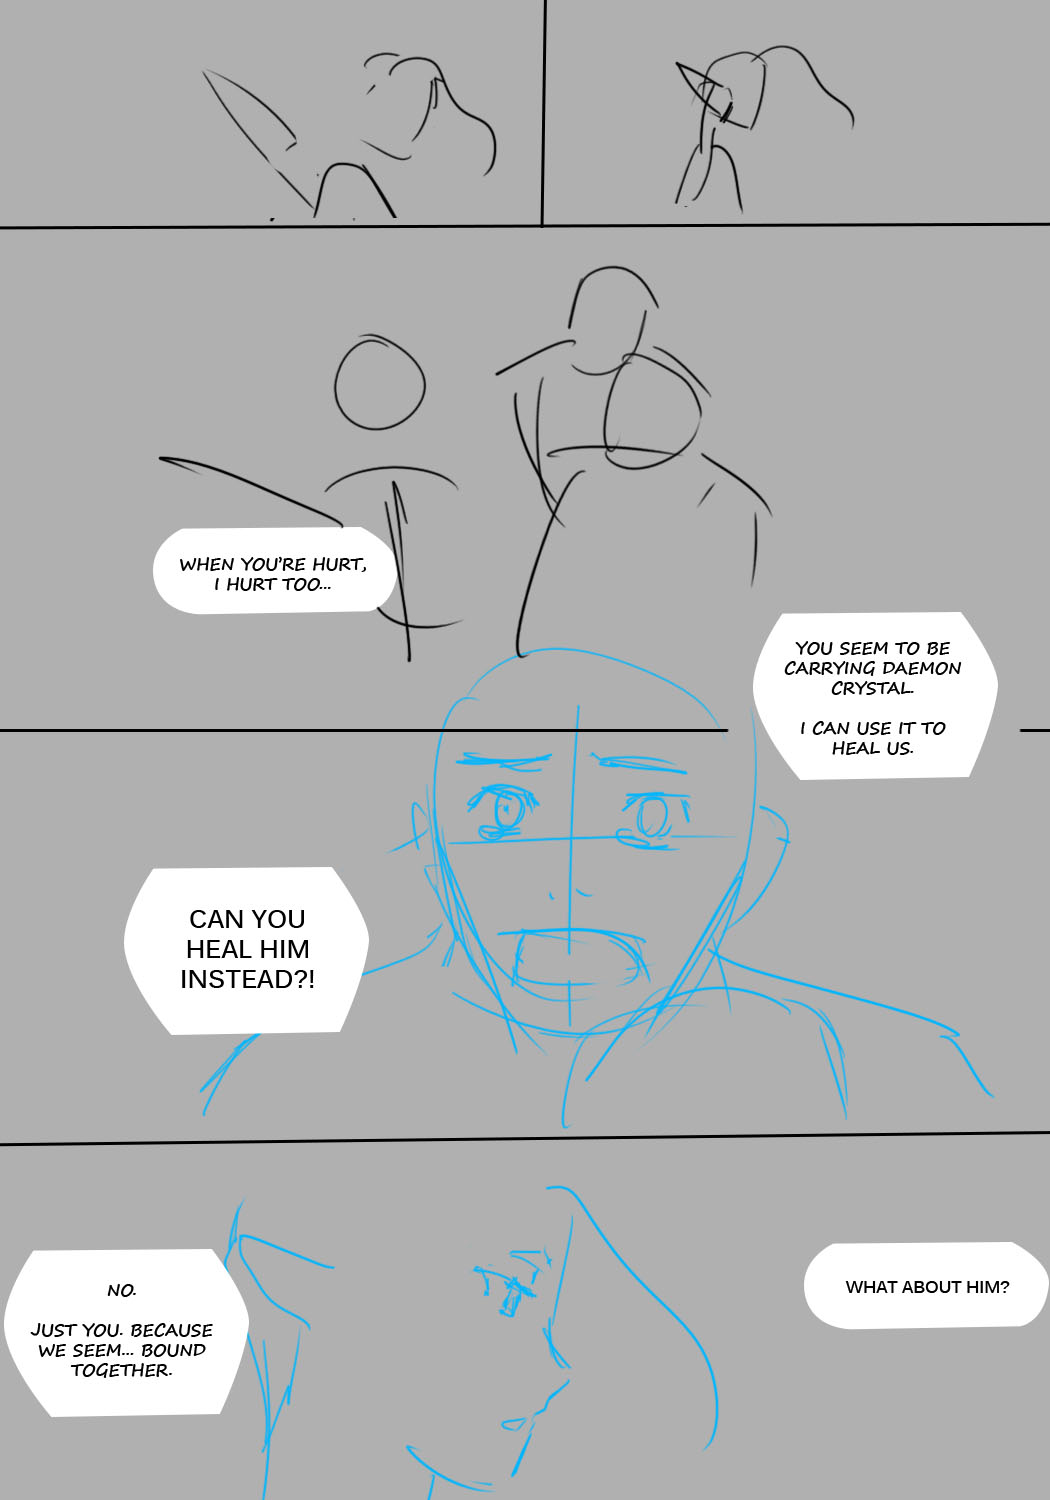 WHEN YOU'RE HURT,
I HURT TOO...
YOU SEEM TO BE
CARRYING DAEMON
CRYSTAL.
I CAN USE IT TO
HEAL US.
CAN YOU
HEAL HIM
INSTEAD?!
NO.
JUST YOU. BECAUSE
WE SEEM... BOUND
TOGETHER.
WHAT ABOUT HIM?